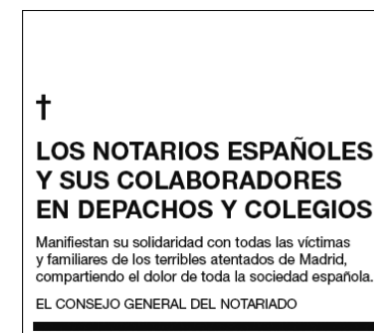 †
LOS NOTARIOS ESPAÑOLES
Y SUS COLABORADORES
EN DEPACHOS Y COLEGIOS
Manifiestan su solidaridad con todas las víctimas
y familiares de los terribles atentados de Madrid,
compartiendo el dolor de toda la sociedad española.
EL CONSEJO GENERAL DEL NOTARIADO